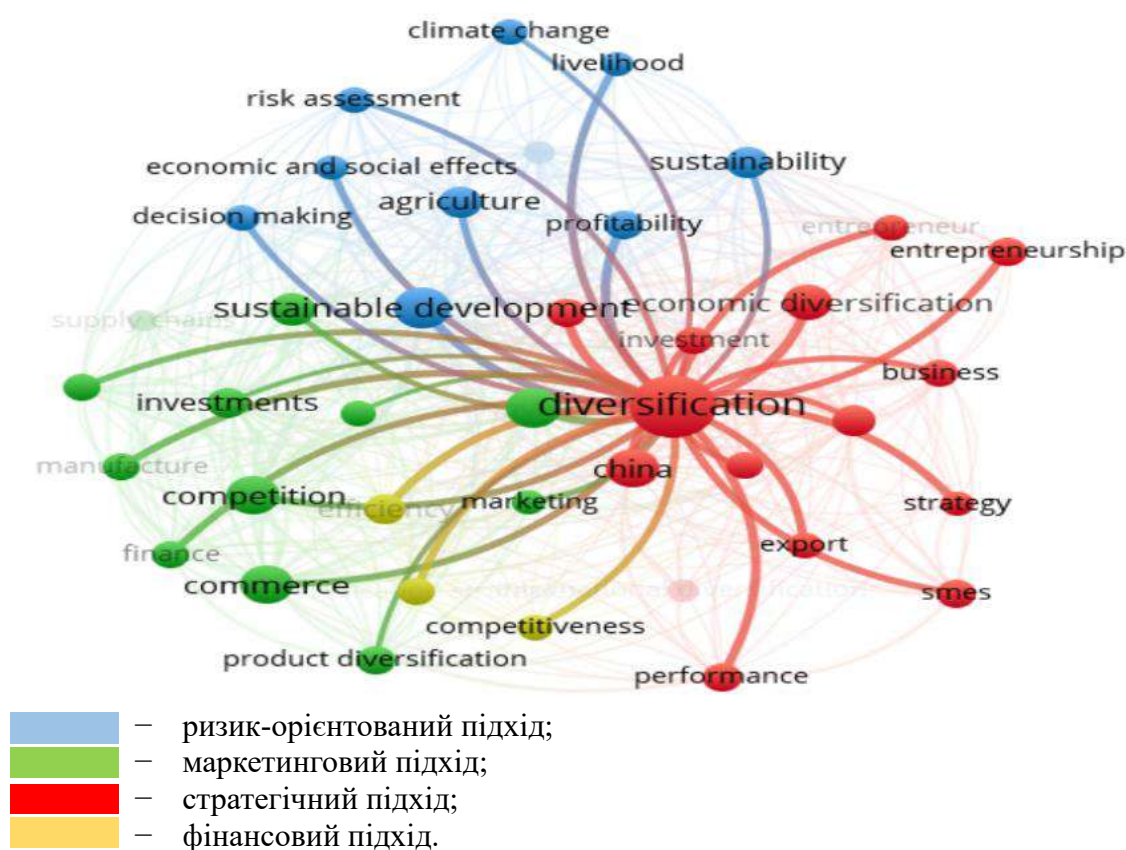 climate change
livelihood
risk assessment
economic and social effects
sustainability
agriculture
decision making
profitability
entrepreneur
entrepreneurship
sustainable development
economic diversification
supply chains
investment
business
investments
diversification
manufacture
china
competition
efficiency
marketing
strategy
finance
export
commerce
smes
competitiveness
product diversification
performance
– ризик-орієнтований підхід;
– маркетинговий підхід;
– стратегічний підхід;
– фінансовий підхід.